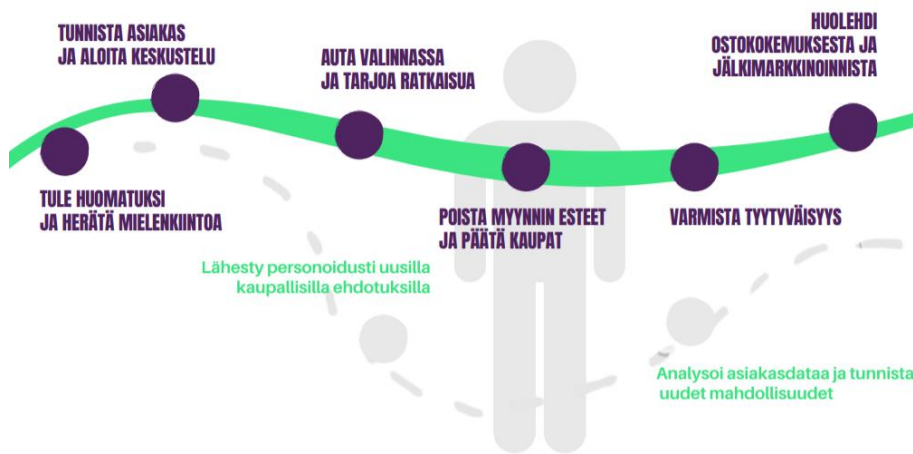 TUNNISTA ASIAKAS
JA ALOITA KESKUSTELU
AUTA VALINNASSA
JA TARJOA RATKAISUA
HUOLEHDI
OSTOKOKEMUKSESTA JA
JÄLKIMARKKINOINNISTA
TULE HUOMATUKSI
JA HERÄTÄ MIELENKIINTOA
POISTA MYYNNIN ESTEET
JA PÄÄTÄ KAUPAT
VARMISTA TYYTYVÄISYYS
Lähesty personoidusti uusilla
kaupallisilla ehdotuksilla
Analysoi asiakasdataa ja tunnista
uudet mahdollisuudet